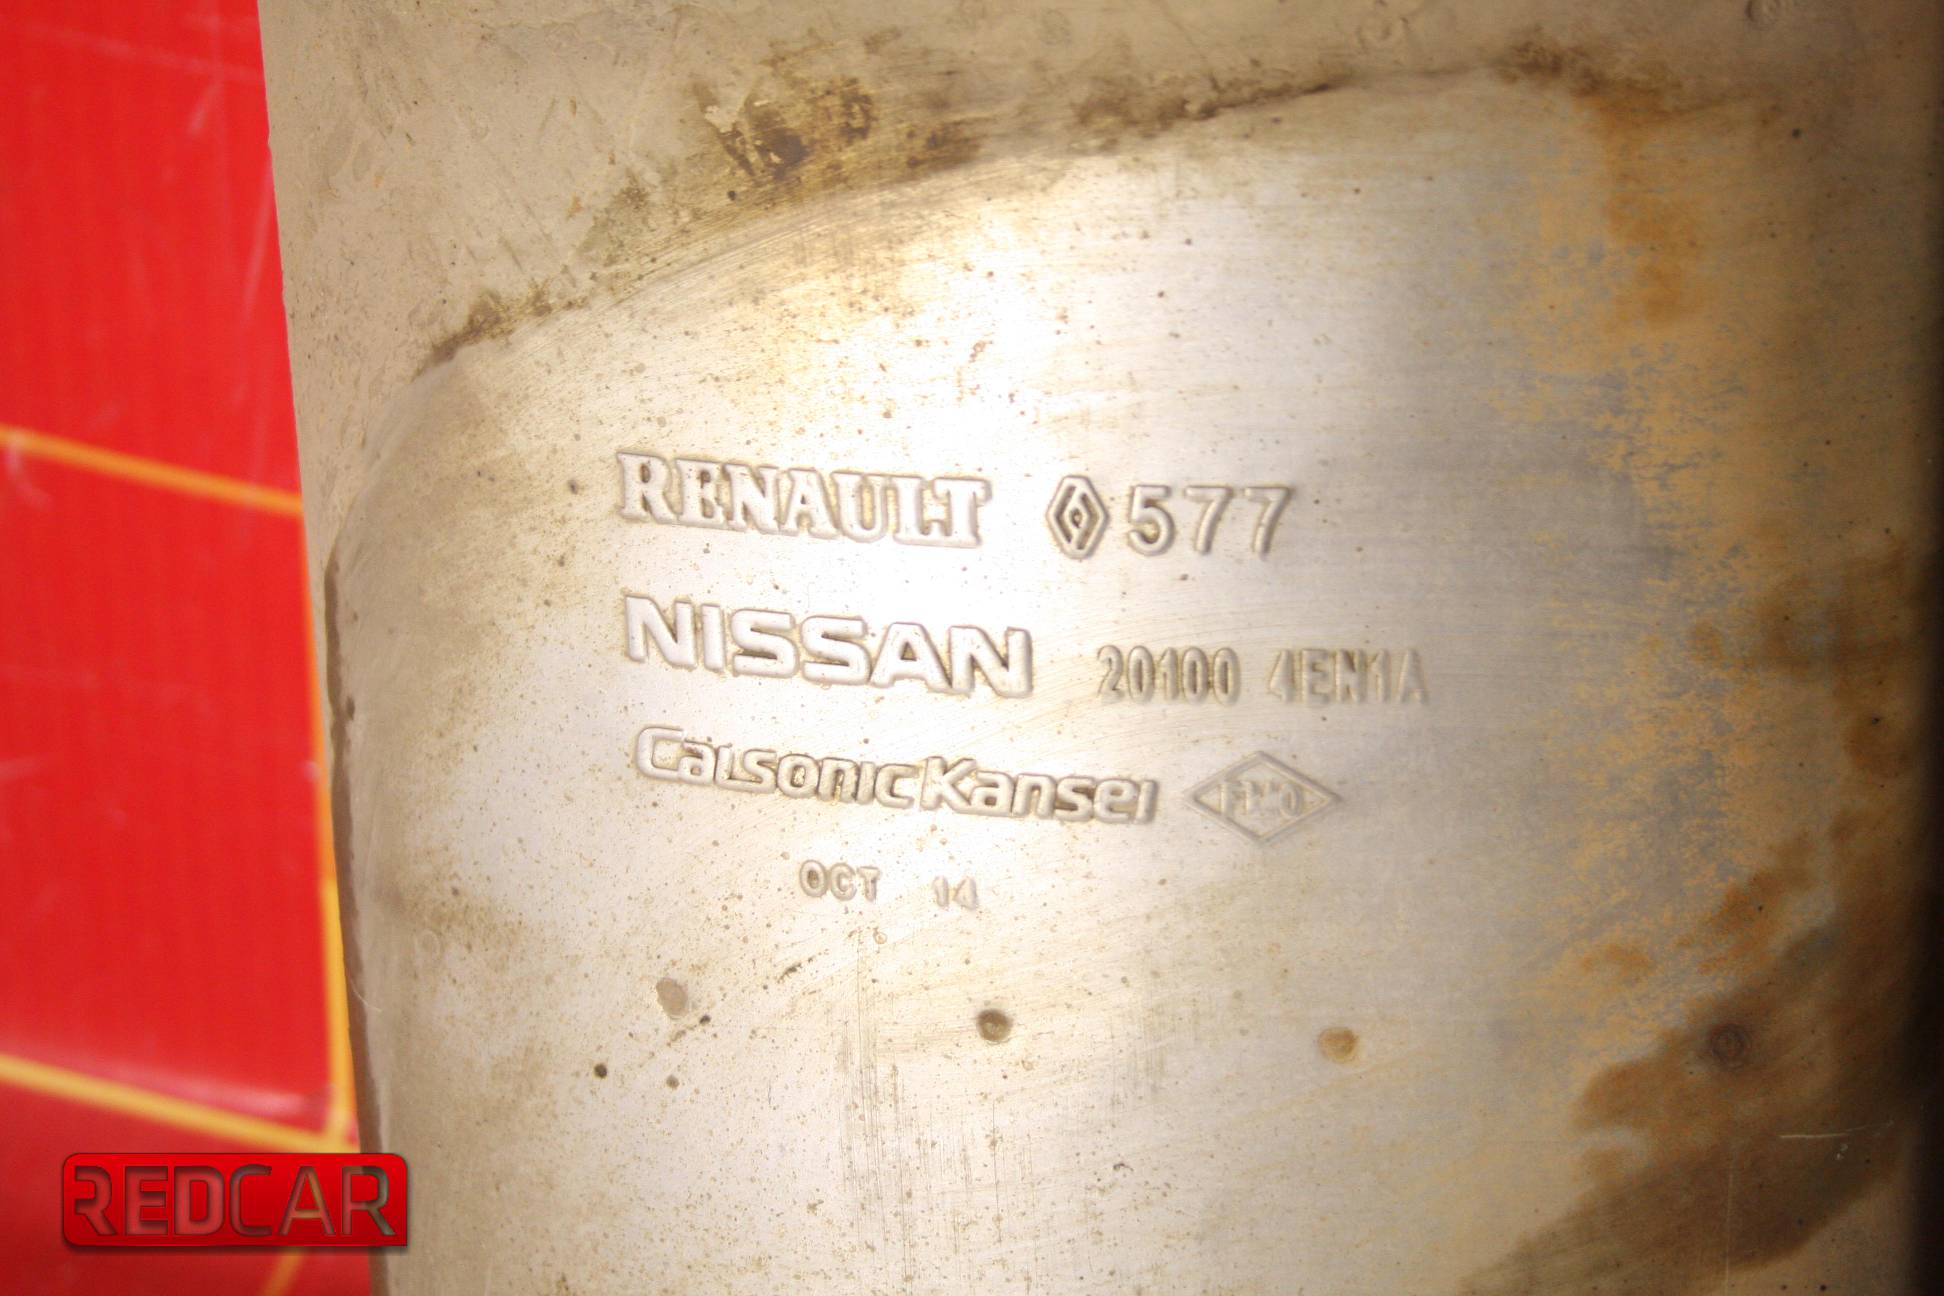 RENAULT 577
NISSAN 20100 4EN1A
CalsonicKansei
OCT 14
REDCAR